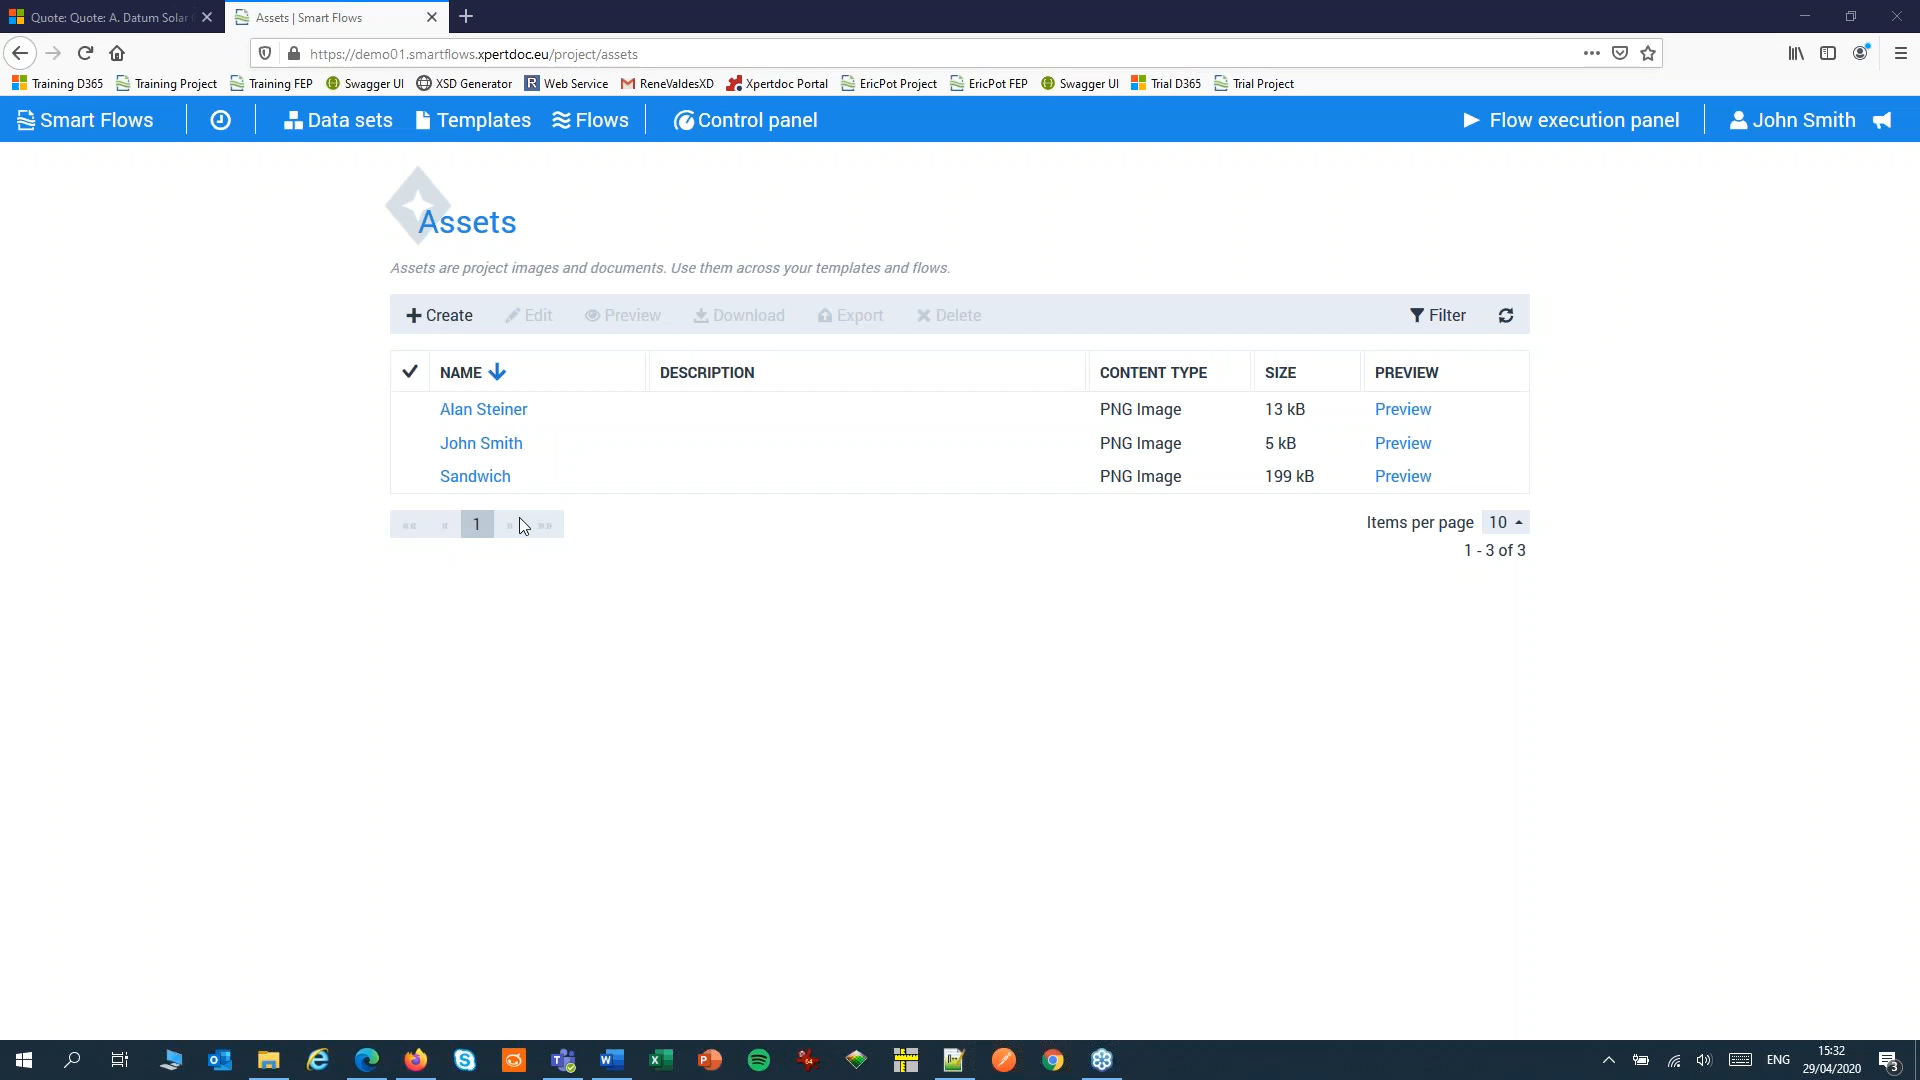 Quote: Quote: A. Datum Solar
Assets | Smart Flows
https://demo01.smartflows.xpertdoc.eu/project/assets
Training D365 Training Project Training FEP Swagger UI XSD Generator R Web Service ReneValdesXD Xpertdoc Portal EricPot Project EricPot FEP Swagger UI Trial D365 Trial Project
Smart Flows Data sets Templates Flows Control panel Flow execution panel John Smith
Assets
Assets are project images and documents. Use them across your templates and flows.
Create Edit Preview Download Export Delete Filter
NAME DESCRIPTION CONTENT TYPE SIZE PREVIEW
Alan Steiner PNG Image 13 kB Preview
John Smith PNG Image 5 kB Preview
Sandwich PNG Image 199 kB Preview
«« « 1 » »» Items per page 10
1 - 3 of 3
ENG 15:32
29/04/2020 3